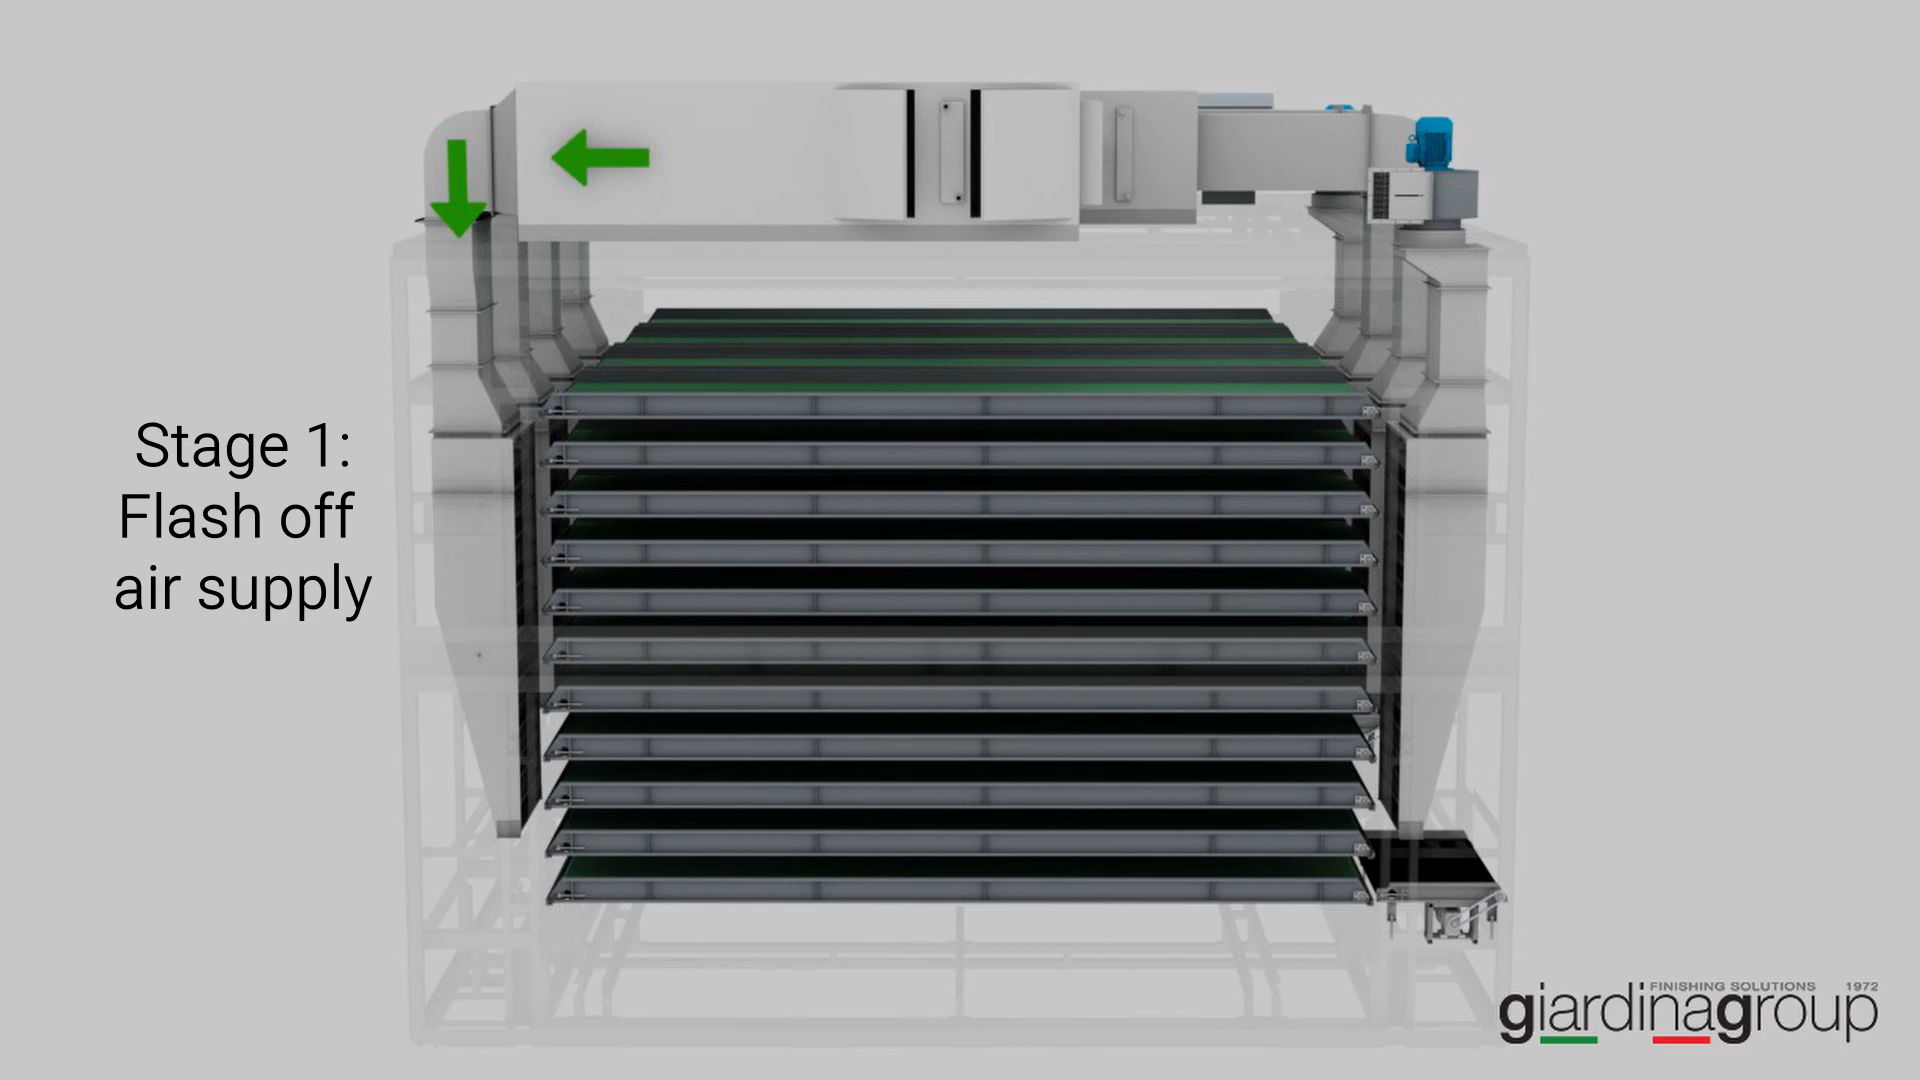 Stage 1:
Flash off
air supply
FINISHING SOLUTIONS 1972
giardinagroup